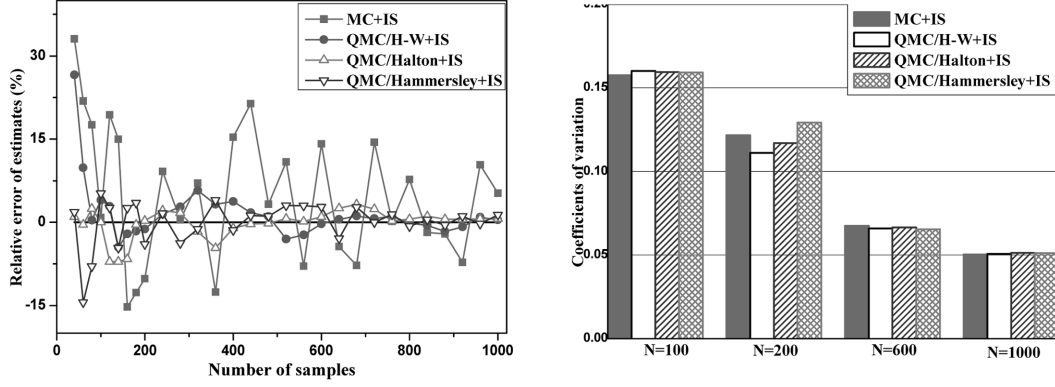 MC+IS
QMC/H-W+IS
QMC/Halton+IS
QMC/Hammersley+IS
30
15
0
-15
Relative error of estimates (%)
0
200
400
600
800
1000
Number of samples
0.20
0.15
0.10
0.05
0.00
Coefficients of variation
MC+IS
QMC/H-W+IS
QMC/Halton+IS
QMC/Hammersley+IS
N=100
N=200
N=600
N=1000